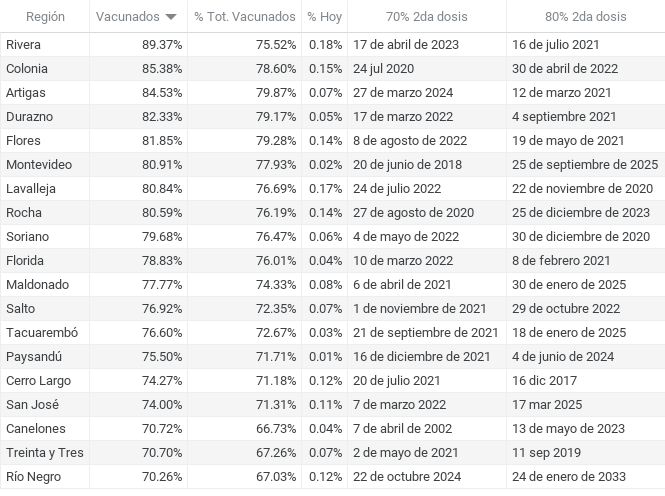 Región Vacunados % Tot. Vacunados % Hoy 70% 2da dosis 80% 2da dosis
Rivera 89.37% 75.52% 0.18% 17 de abril de 2023 16 de julio 2021
Colonia 85.38% 78.60% 0.15% 24 jul 2020 30 de abril de 2022
Artigas 84.53% 79.87% 0.07% 27 de marzo 2024 12 de marzo 2021
Durazno 82.33% 79.17% 0.05% 17 de marzo 2022 4 septiembre 2021
Flores 81.85% 79.28% 0.14% 8 de agosto de 2022 19 de mayo de 2021
Montevideo 80.91% 77.93% 0.02% 20 de junio de 2018 25 de septiembre de 2025
Lavalleja 80.84% 76.69% 0.17% 24 de julio 2022 22 de noviembre de 2020
Rocha 80.59% 76.19% 0.14% 27 de agosto de 2020 25 de diciembre de 2023
Soriano 79.68% 76.47% 0.06% 4 de mayo de 2022 30 de diciembre de 2020
Florida 78.83% 76.01% 0.04% 10 de marzo 2022 8 de febrero 2021
Maldonado 77.77% 74.33% 0.08% 6 de abril de 2021 30 de enero de 2025
Salto 76.92% 72.35% 0.07% 1 de noviembre de 2021 29 de octubre 2022
Tacuarembó 76.60% 72.67% 0.03% 21 de septiembre de 2021 18 de enero de 2025
Paysandú 75.50% 71.71% 0.01% 16 de diciembre de 2021 4 de junio de 2024
Cerro Largo 74.27% 71.18% 0.12% 20 de julio 2021 16 dic 2017
San José 74.00% 71.31% 0.11% 7 de marzo 2022 17 mar 2025
Canelones 70.72% 66.73% 0.04% 7 de abril de 2002 13 de mayo de 2023
Treinta y Tres 70.70% 67.26% 0.07% 2 de mayo de 2021 11 sep 2019
Río Negro 70.26% 67.03% 0.12% 22 de octubre 2024 24 de enero de 2033